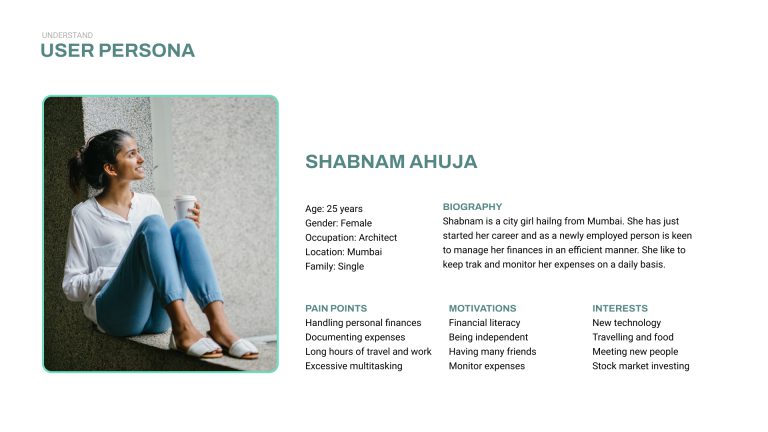 UNDERSTAND
USER PERSONA
SHABNAM AHUJA
Age: 25 years
Gender: Female
Occupation: Architect
Location: Mumbai
Family: Single
BIOGRAPHY
Shabnam is a city girl hailng from Mumbai. She has just
started her career and as a newly employed person is keen
to manage her finances in an efficient manner. She like to
keep trak and monitor her expenses on a daily basis.
PAIN POINTS
Handling personal finances
Documenting expenses
Long hours of travel and work
Excessive multitasking
MOTIVATIONS
Financial literacy
Being independent
Having many friends
Monitor expenses
INTERESTS
New technology
Travelling and food
Meeting new people
Stock market investing